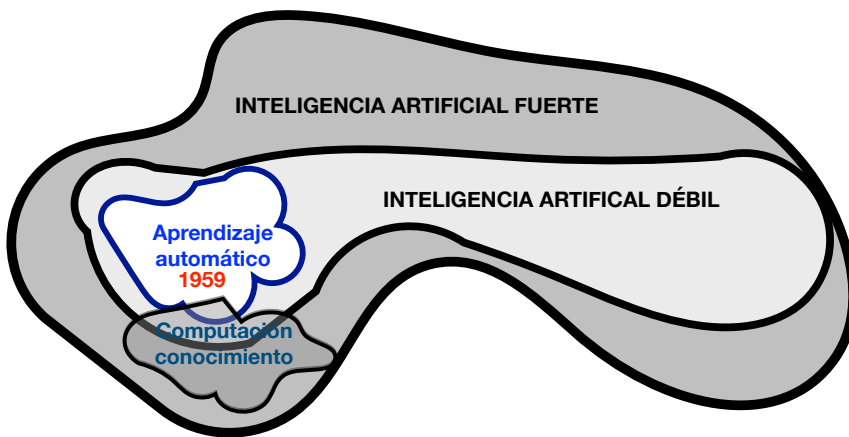 INTELIGENCIA ARTIFICIAL FUERTE
INTELIGENCIA ARTIFICAL DÉBIL
Aprendizaje
automático
1959
Computación
conocimiento